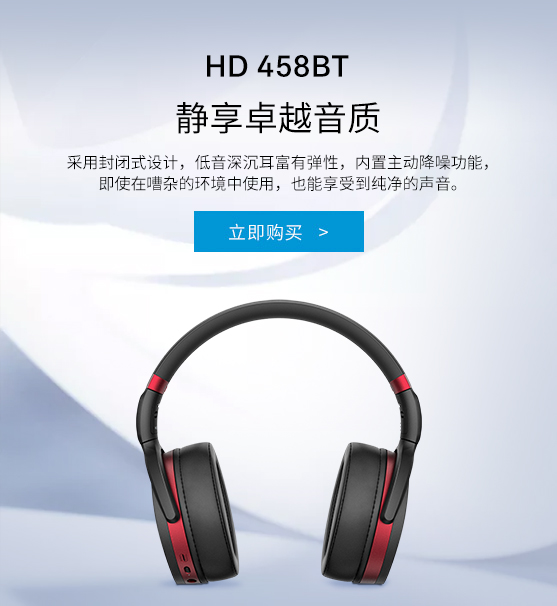 HD 458BT
静享卓越音质
采用封闭式设计，低音深沉耳富有弹性，内置主动降噪功能，
即使在嘈杂的环境中使用，也能享受到纯净的声音。
立即购买 >